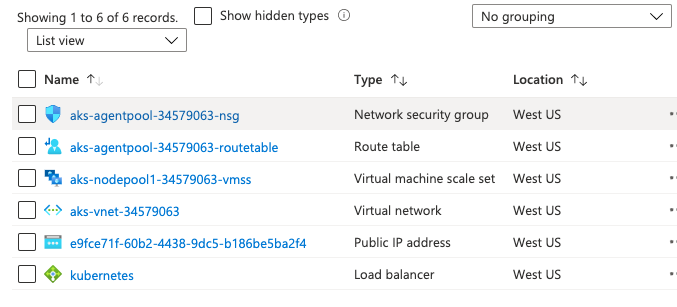 Showing 1 to 6 of 6 records.
Show hidden types
No grouping
List view
Name Type Location
aks-agentpool-34579063-nsg Network security group West US
aks-agentpool-34579063-routetable Route table West US
aks-nodepool1-34579063-vmss Virtual machine scale set West US
aks-vnet-34579063 Virtual network West US
e9fce71f-60b2-4438-9dc5-b186be5ba2f4 Public IP address West US
kubernetes Load balancer West US